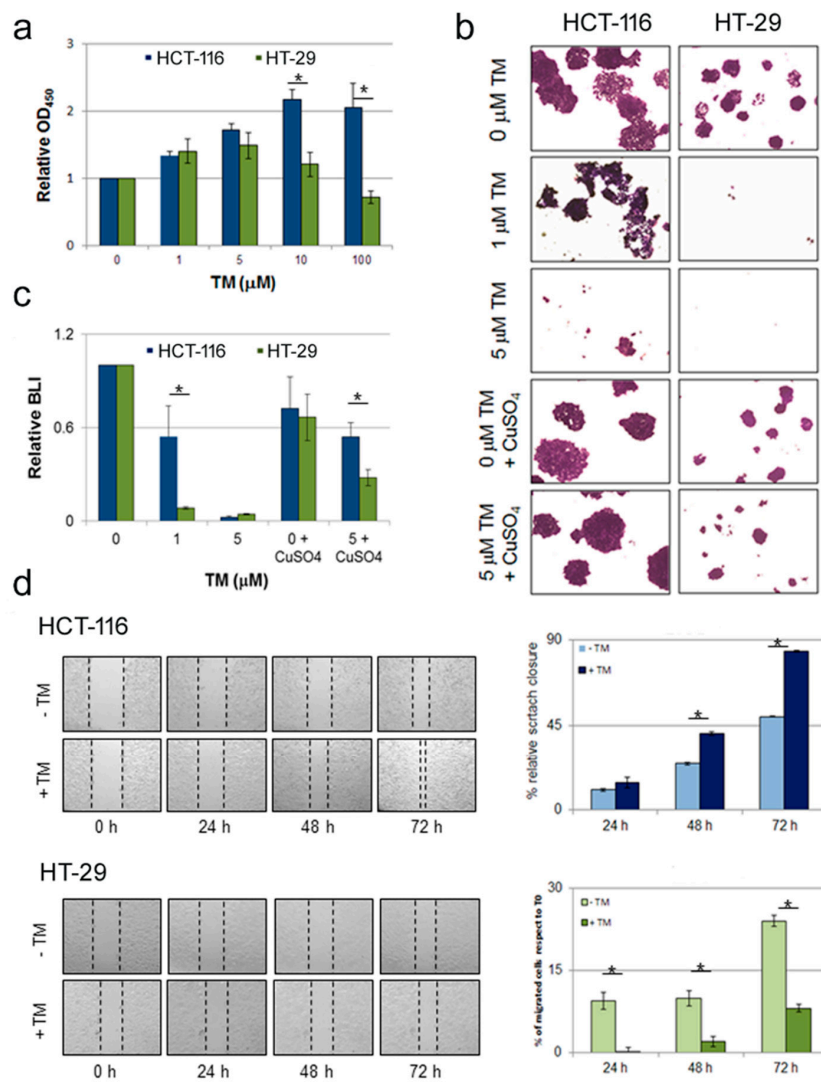 a
3
2
1
0
Relative OD450
HCT-116 HT-29
* *
0 1 5 10 100
TM (µM)
b
HCT-116 HT-29
0 µM TM
1 µM TM
5 µM TM
0 µM TM
+ CuSO4
5 µM TM
+ CuSO4
c
1.2
0.6
0
Relative BLI
HCT-116 HT-29
* *
0 1 5 0 + CuSO4 5 + CuSO4
TM (µM)
d
HCT-116
- TM
+ TM
0 h 24 h 48 h 72 h
90
45
0
% relative scrtach closure
- TM
+ TM
* *
24 h 48 h 72 h
HT-29
- TM
+ TM
0 h 24 h 48 h 72 h
30
20
10
0
% of migrated cells respect to T0
- TM
+ TM
* * *
24 h 48 h 72 h